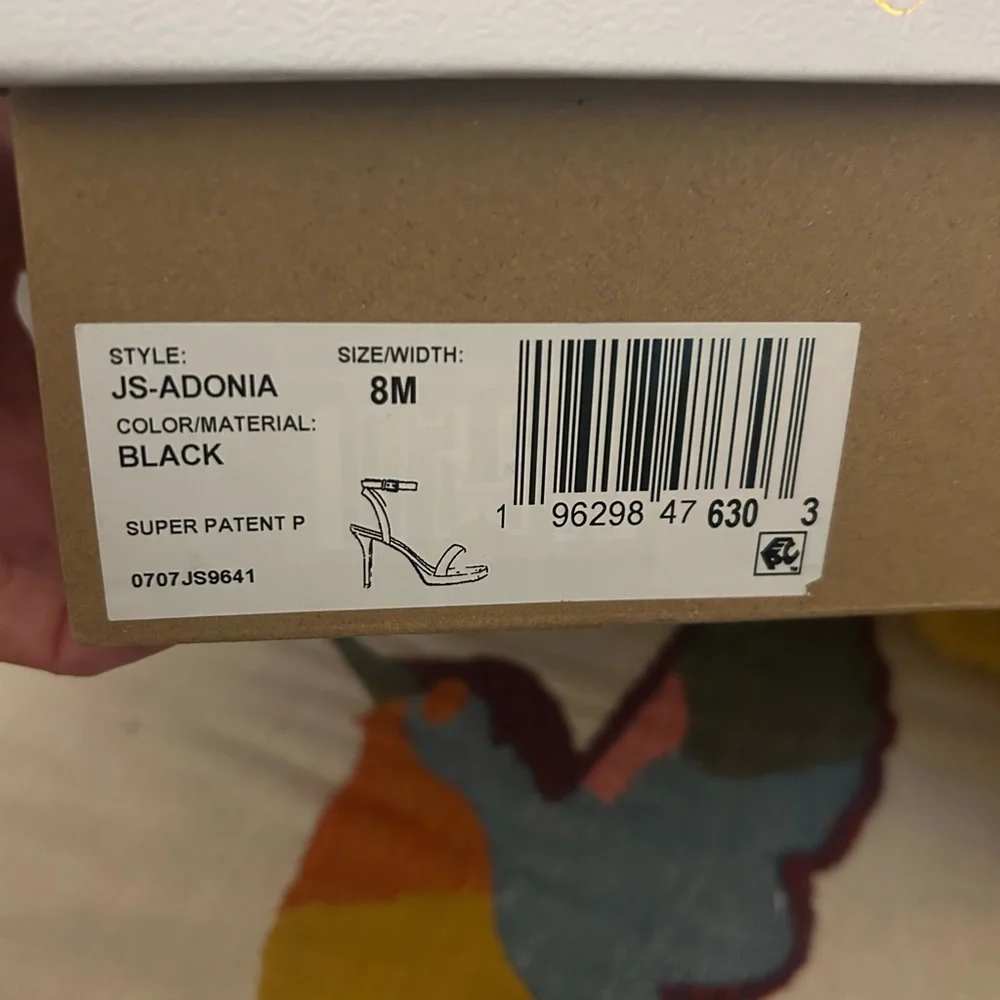 STYLE:
JS-ADONIA
COLOR/MATERIAL:
BLACK
SUPER PATENT P
0707JS9641
SIZE/WIDTH:
8M
1 96298 47 630 3